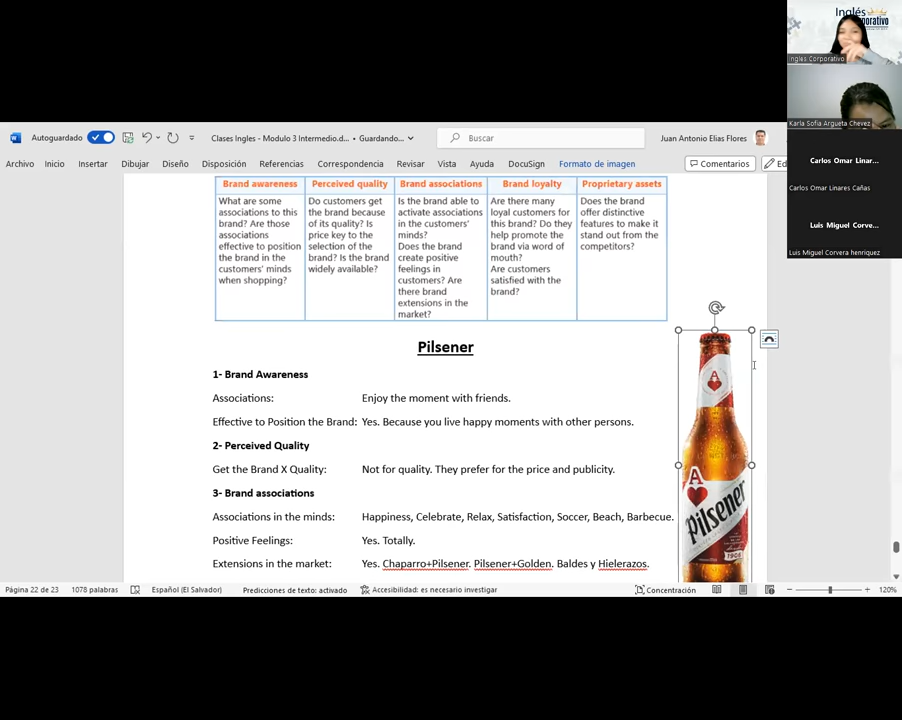 Inglés
Corporativo
Inglés Corporativo
Karla Sofia Argueta Chevez
Carlos Omar Linar...
Carlos Omar Linares Cañas
Luis Miguel Corve...
Luis Miguel Corvera henriquez
Autoguardado
Clases Ingles - Modulo 3 Intermedio.d... • Guardando...
Buscar
Juan Antonio Elias Flores
Archivo Inicio Insertar Dibujar Diseño Disposición Referencias Correspondencia Revisar Vista Ayuda DocuSign Formato de imagen Comentarios Ed
Brand awareness Perceived quality Brand associations Brand loyalty Proprietary assets
What are some
associations to this
brand? Are those
associations
effective to position
the brand in the
customers' minds
when shopping?
Do customers get
the brand because
of its quality? Is
price key to the
selection of the
brand? Is the brand
widely available?
Is the brand able to
activate associations
in the customers'
minds?
Does the brand
create positive
feelings in
customers? Are
there brand
extensions in the
market?
Are there many
loyal customers for
this brand? Do they
help promote the
brand via word of
mouth?
Are customers
satisfied with the
brand?
Does the brand
offer distinctive
features to make it
stand out from the
competitors?
Pilsener
1- Brand Awareness
Associations: Enjoy the moment with friends.
Effective to Position the Brand: Yes. Because you live happy moments with other persons.
2- Perceived Quality
Get the Brand X Quality: Not for quality. They prefer for the price and publicity.
3- Brand associations
Associations in the minds: Happiness, Celebrate, Relax, Satisfaction, Soccer, Beach, Barbecue.
Positive Feelings: Yes. Totally.
Extensions in the market: Yes. Chaparro+Pilsener. Pilsener+Golden. Baldes y Hielerazos.
A
A
Pilsener
1906
Página 22 de 23 1078 palabras Español (El Salvador) Predicciones de texto: activado Accesibilidad: es necesario investigar Concentración 120%